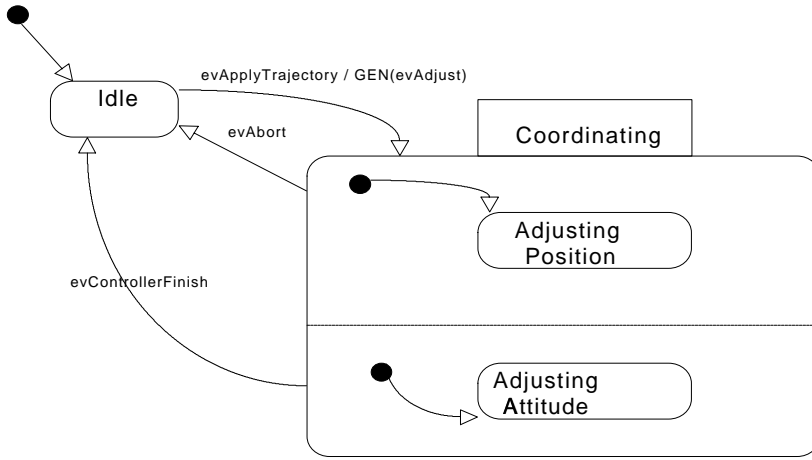 evApplyTrajectory / GEN(evAdjust)
Idle
evAbort
Coordinating
Adjusting
Position
evControllerFinish
Adjusting
Attitude